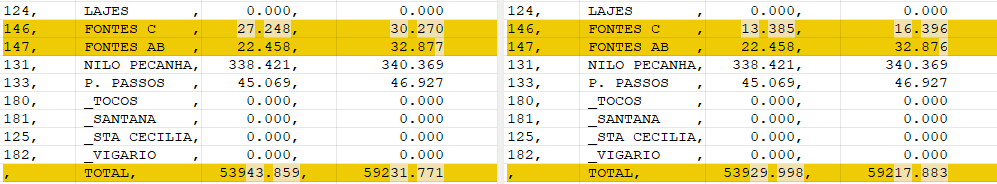 124, LAJES , 0.000, 0.000 124, LAJES , 0.000, 0.000
146, FONTES C , 27.248, 30.270 146, FONTES C , 13.385, 16.396
147, FONTES AB , 22.458, 32.877 147, FONTES AB , 22.458, 32.876
131, NILO PECANHA, 338.421, 340.369 131, NILO PECANHA, 338.421, 340.369
133, P. PASSOS , 45.069, 46.927 133, P. PASSOS , 45.069, 46.927
180, _TOCOS , 0.000, 0.000 180, _TOCOS , 0.000, 0.000
181, _SANTANA , 0.000, 0.000 181, _SANTANA , 0.000, 0.000
125, _STA CECILIA, 0.000, 0.000 125, _STA CECILIA, 0.000, 0.000
182, _VIGARIO , 0.000, 0.000 182, _VIGARIO , 0.000, 0.000
, TOTAL, 53943.859, 59231.771 , TOTAL, 53929.998, 59217.883